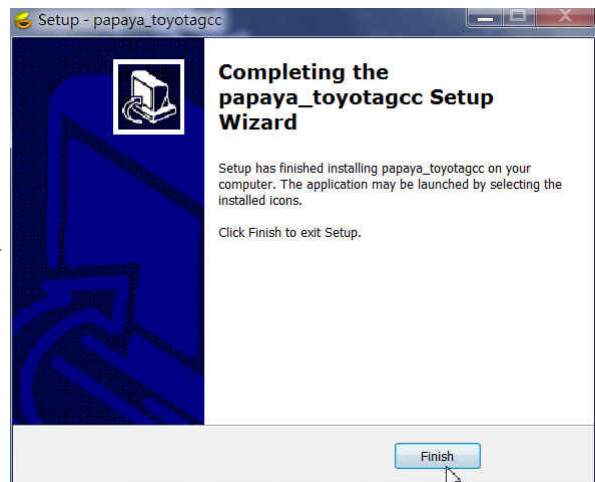 Setup - papaya_toyotagcc
Completing the
papaya_toyotagcc Setup
Wizard
Setup has finished installing papaya_toyotagcc on your
computer. The application may be launched by selecting the
installed icons.
Click Finish to exit Setup.
Finish